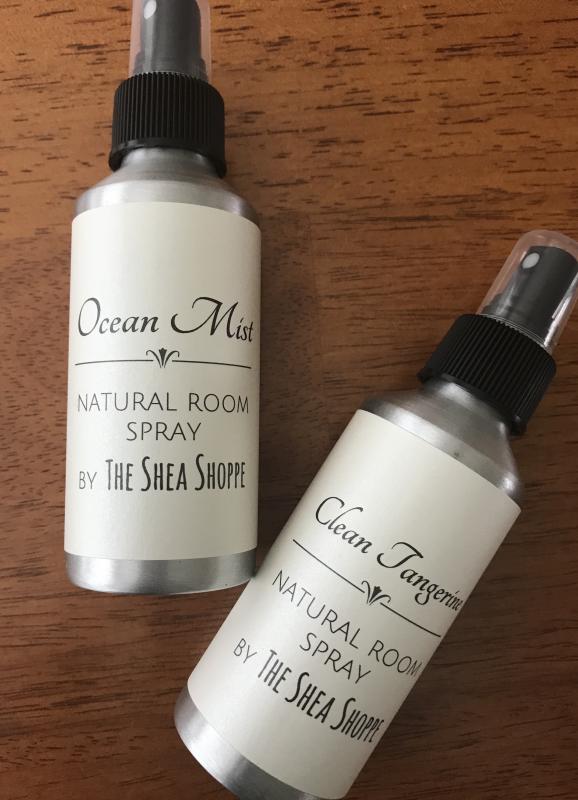 Ocean Mist
NATURAL ROOM
SPRAY
BY THE SHEA SHOPPE
Clean Tangerine
NATURAL ROOM
SPRAY
BY THE SHEA SHOPPE